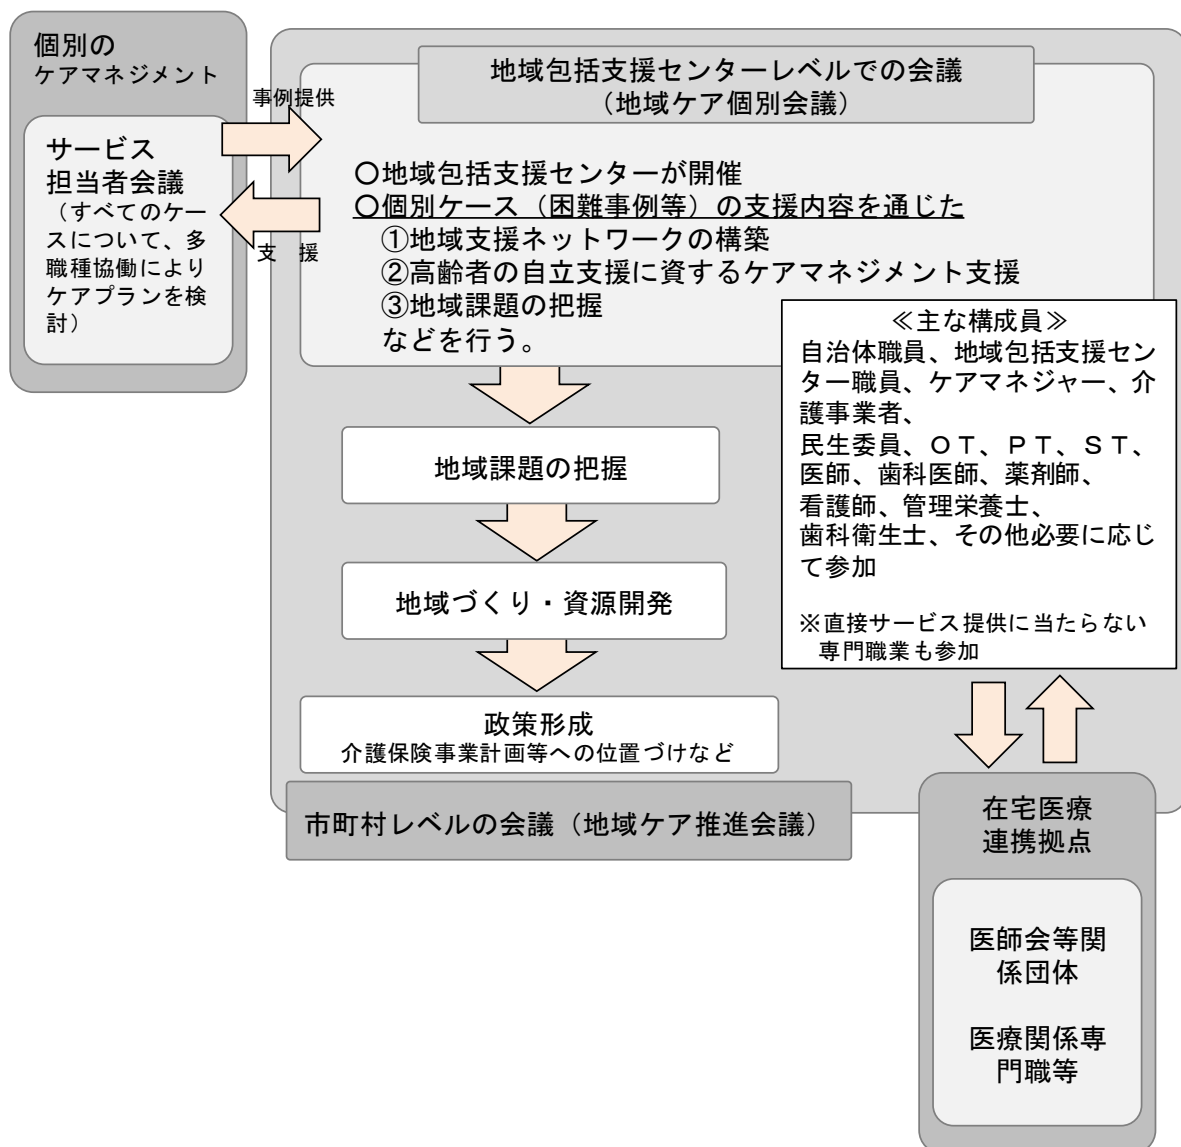 個別の
ケアマネジメント
サービス
担当者会議
（すべてのケー
スについて、多
職種協働により
ケアプランを検
討）
事例提供
支　援
地域包括支援センターレベルでの会議
（地域ケア個別会議）
〇地域包括支援センターが開催
〇個別ケース（困難事例等）の支援内容を通じた
①地域支援ネットワークの構築
②高齢者の自立支援に資するケアマネジメント支援
③地域課題の把握
などを行う。
≪主な構成員≫
自治体職員、地域包括支援セン
ター職員、ケアマネジャー、介
護事業者、
民生委員、ＯＴ、ＰＴ、ＳＴ、
医師、歯科医師、薬剤師、
看護師、管理栄養士、
歯科衛生士、その他必要に応じ
て参加
※直接サービス提供に当たらない
専門職業も参加
地域課題の把握
地域づくり・資源開発
政策形成
介護保険事業計画等への位置づけなど
市町村レベルの会議（地域ケア推進会議）
在宅医療
連携拠点
医師会等関
係団体
医療関係専
門職等